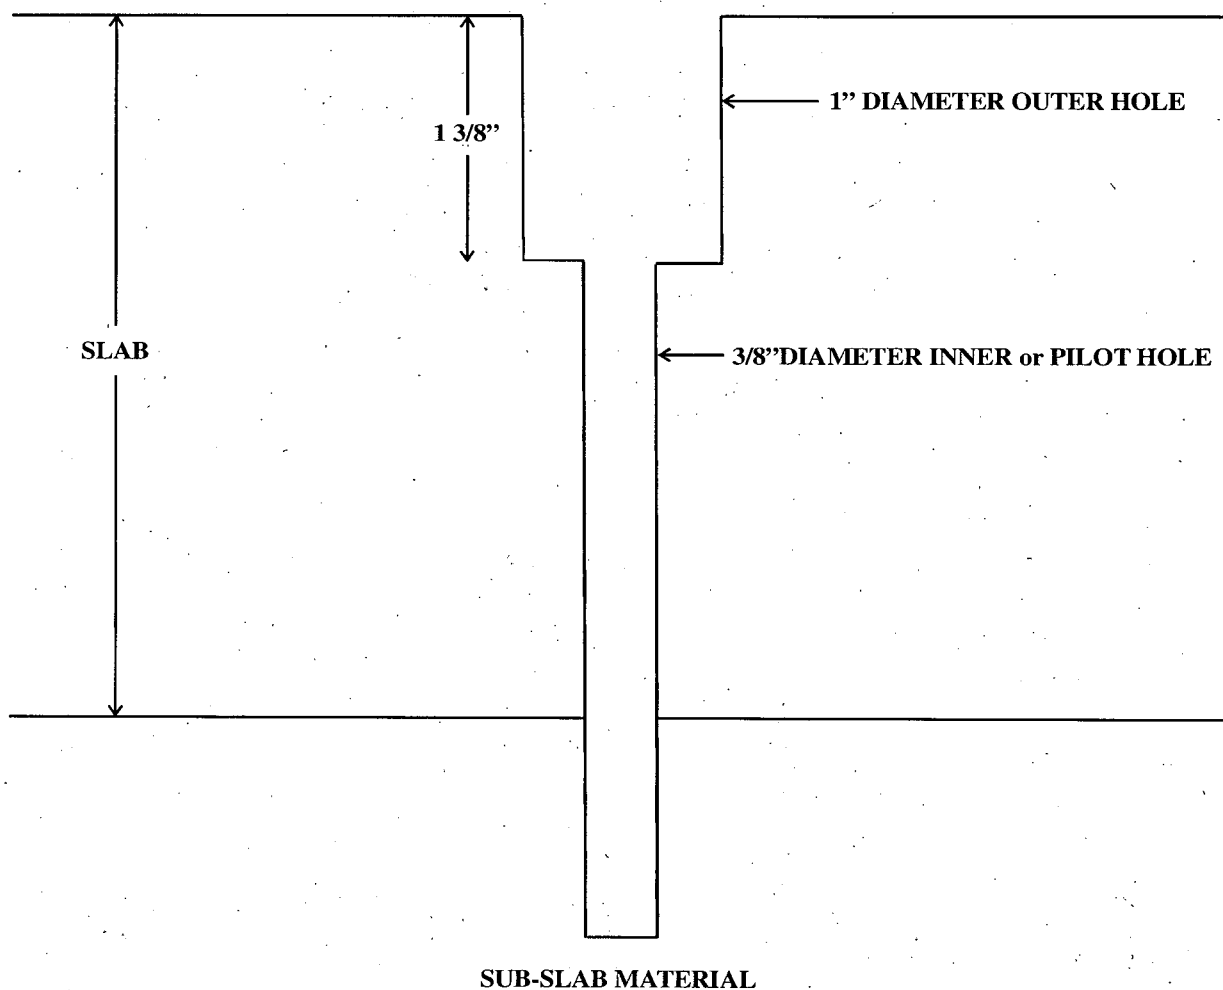 1” DIAMETER OUTER HOLE
1 3/8”
SLAB
3/8”DIAMETER INNER or PILOT HOLE
SUB-SLAB MATERIAL